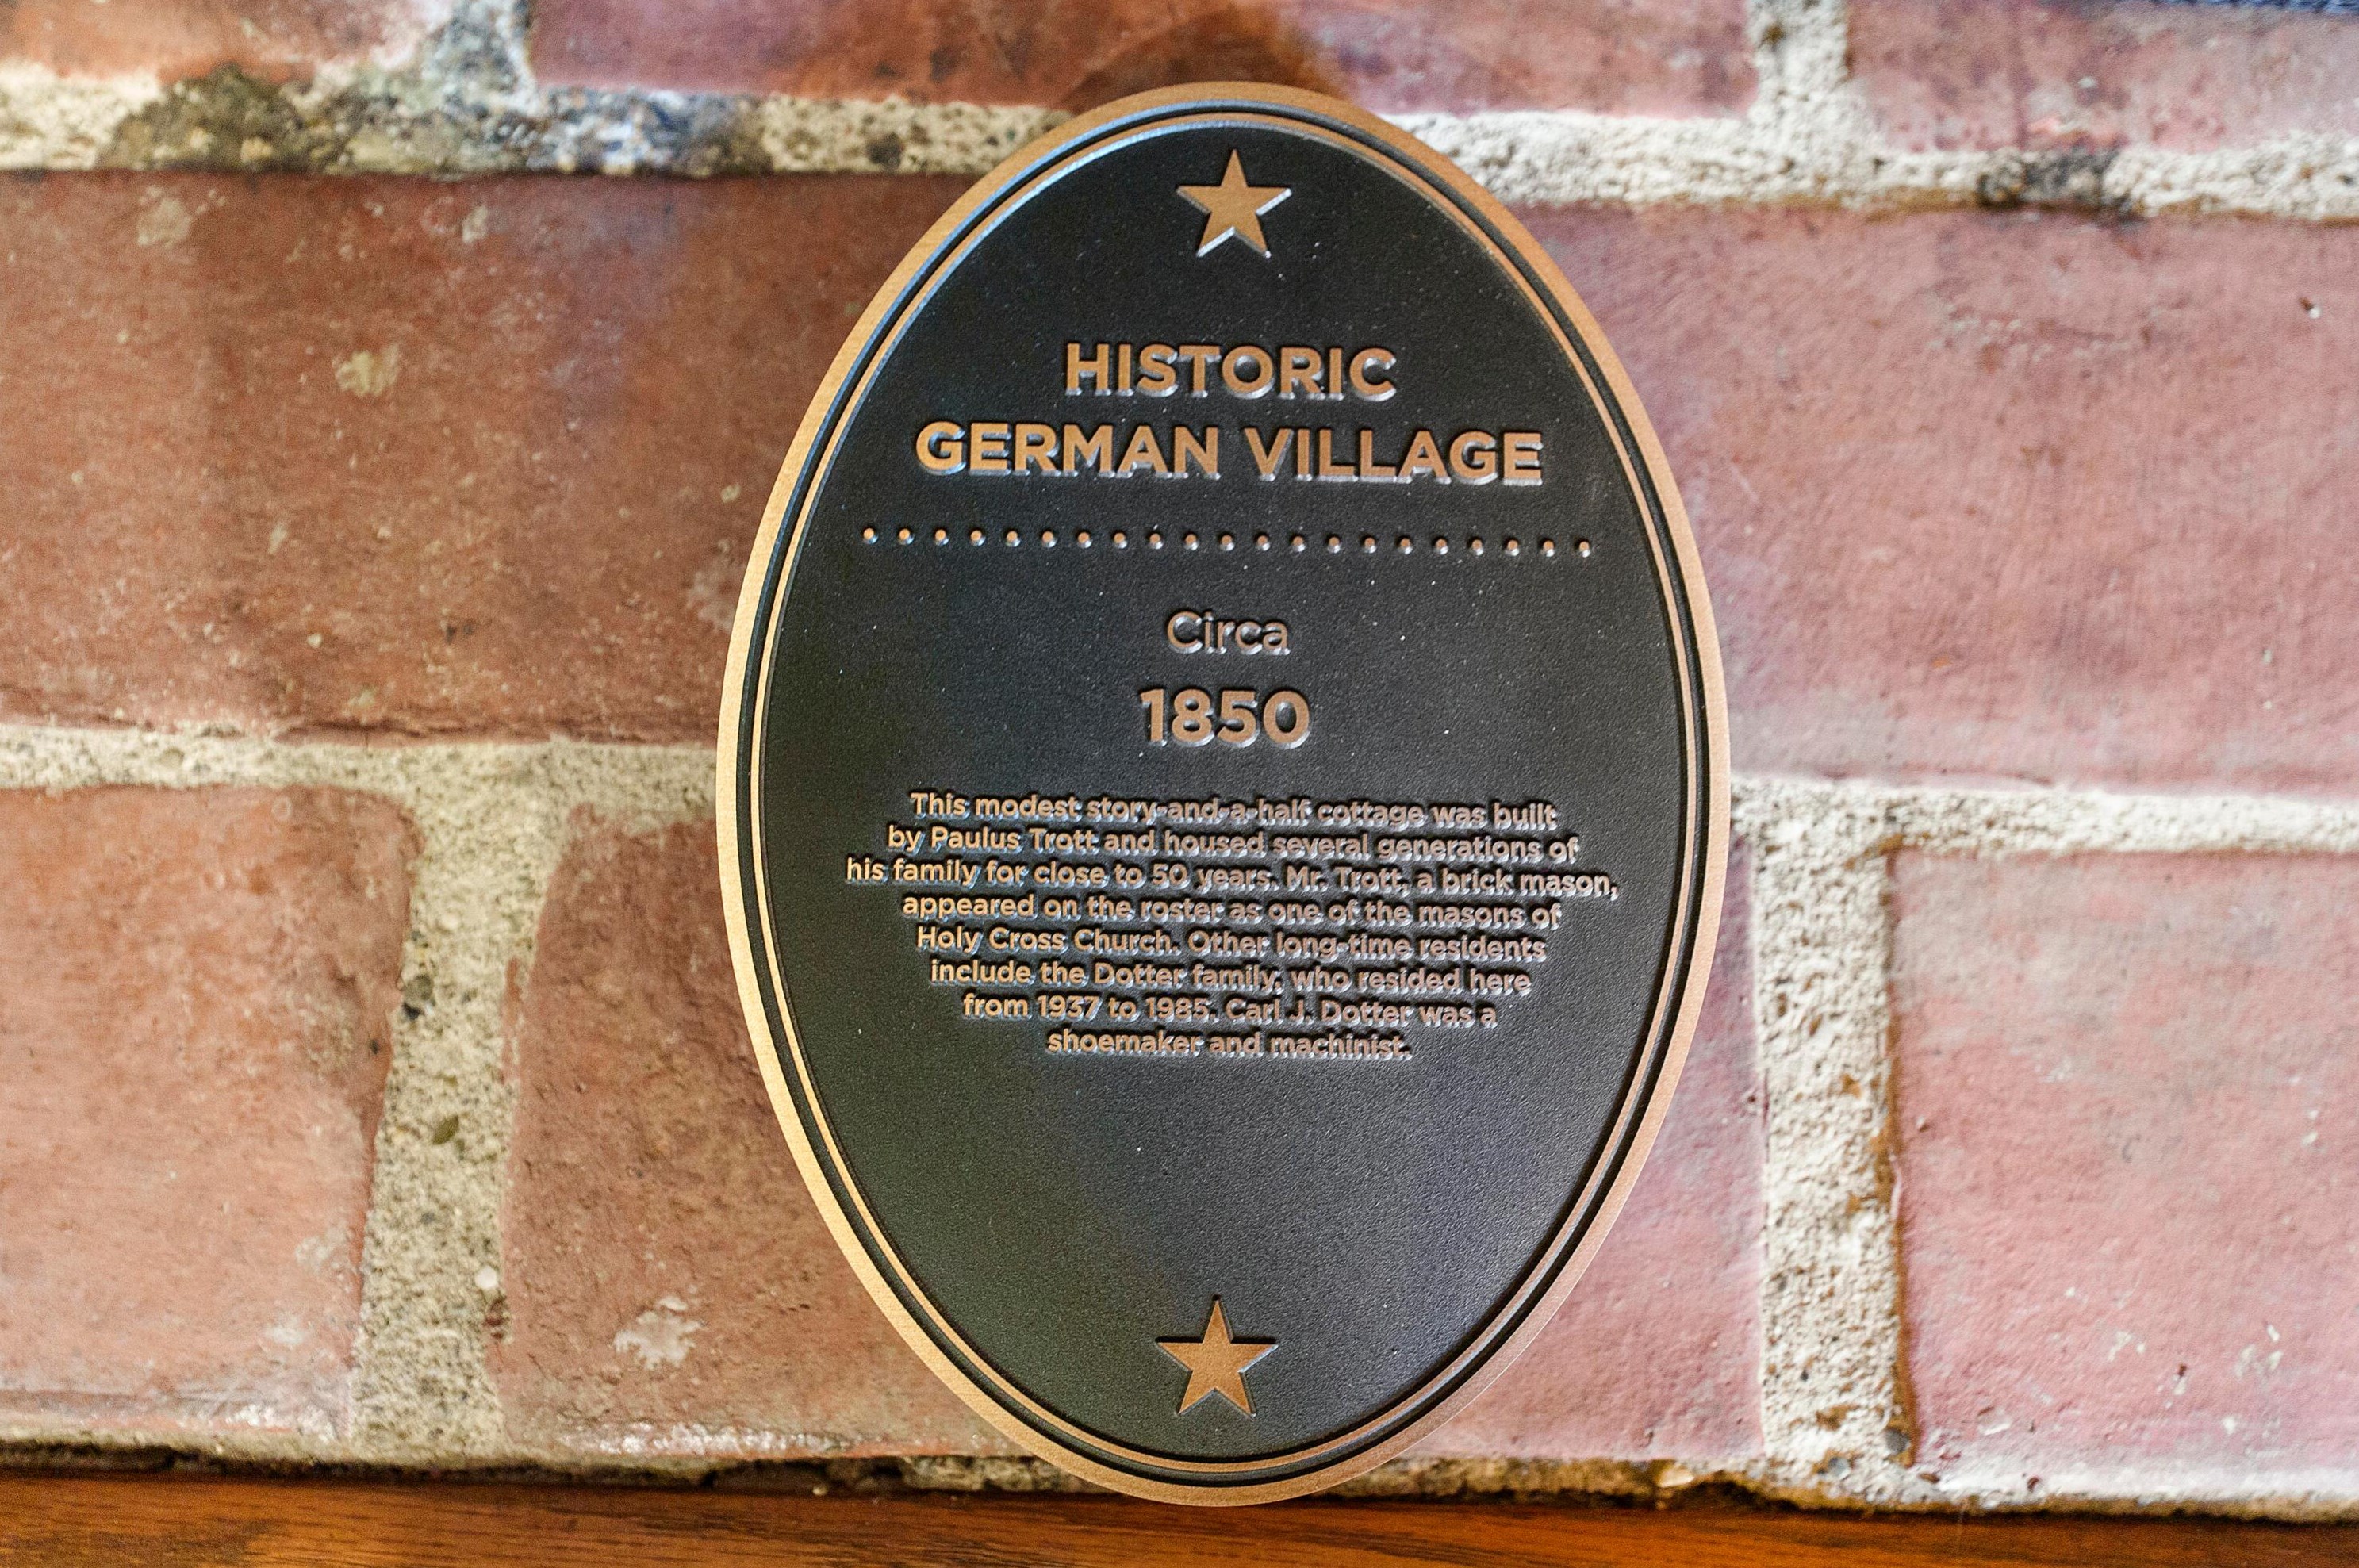 HISTORIC
GERMAN VILLAGE
Circa
1850
This modest story-and-a-half cottage was built
by Paulus Trott and housed several generations of
his family for close to 50 years. Mr. Trott, a brick mason,
appeared on the roster as one of the masons of
Holy Cross Church. Other long-time residents
include the Dotter family, who resided here
from 1937 to 1985. Carl J. Dotter was a
shoemaker and machinist.